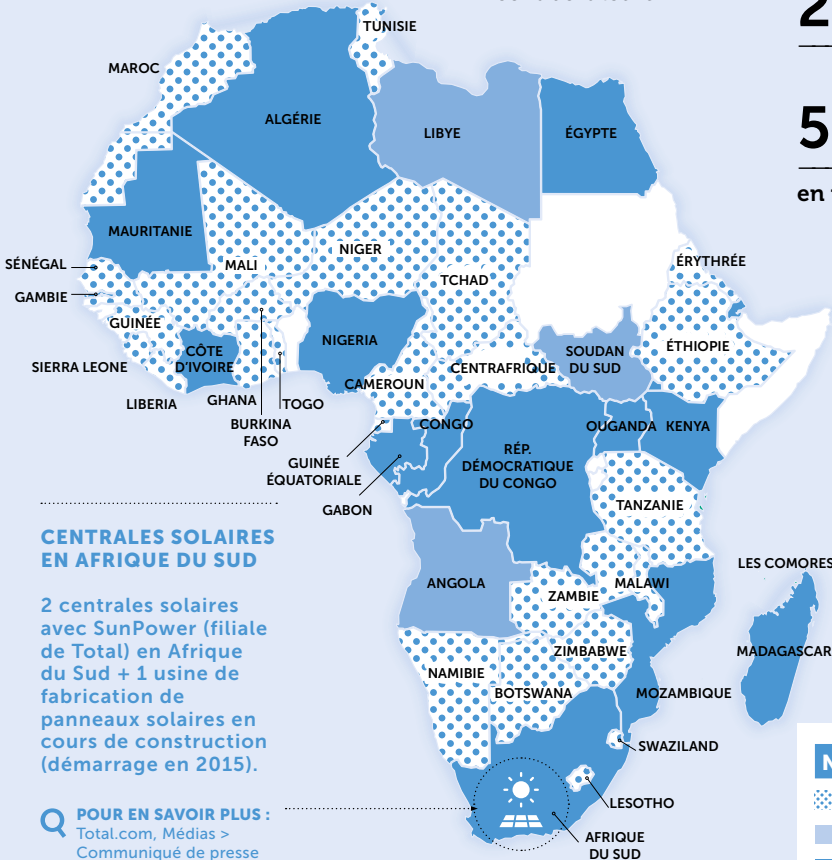 2
5
TUNISIE
MAROC
ALGÉRIE
LIBYE
ÉGYPTE
MAURITANIE
MALI
NIGER
TCHAD
ÉRYTHRÉE
SÉNÉGAL
GAMBIE
GUINÉE
SIERRA LEONE
LIBERIA
CÔTE
D'IVOIRE
GHANA
TOGO
BURKINA
FASO
NIGERIA
CAMEROUN
CENTRAFRIQUE
SOUDAN
DU SUD
ÉTHIOPIE
CONGO
OUGANDA
KENYA
RÉP.
DÉMOCRATIQUE
DU CONGO
GUINÉE
ÉQUATORIALE
GABON
TANZANIE
ANGOLA
ZAMBIE
MALAWI
LES COMORES
MADAGASCAR
NAMIBIE
ZIMBABWE
BOTSWANA
MOZAMBIQUE
SWAZILAND
LESOTHO
AFRIQUE
DU SUD
CENTRALES SOLAIRES
EN AFRIQUE DU SUD
2 centrales solaires
avec SunPower (filiale
de Total) en Afrique
du Sud + 1 usine de
fabrication de
panneaux solaires en
cours de construction
(démarrage en 2015).
POUR EN SAVOIR PLUS :
Total.com, Médias >
Communiqué de presse
en